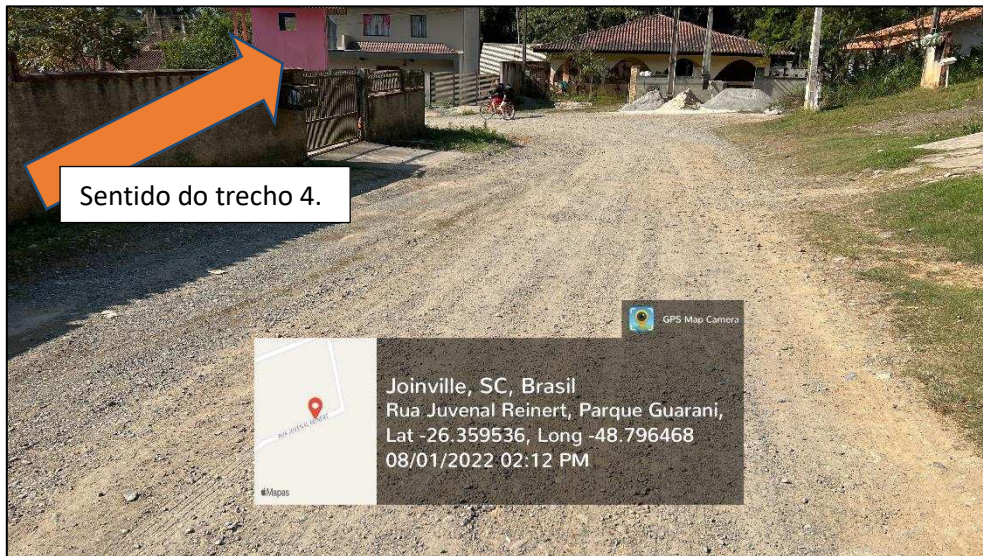 Sentido do trecho 4.
GPS Map Camera
Joinville, SC, Brasil
Rua Juvenal Reinert, Parque Guarani,
Lat -26.359536, Long -48.796468
08/01/2022 02:12 PM
RUA JUVENAL REINERT
Mapas